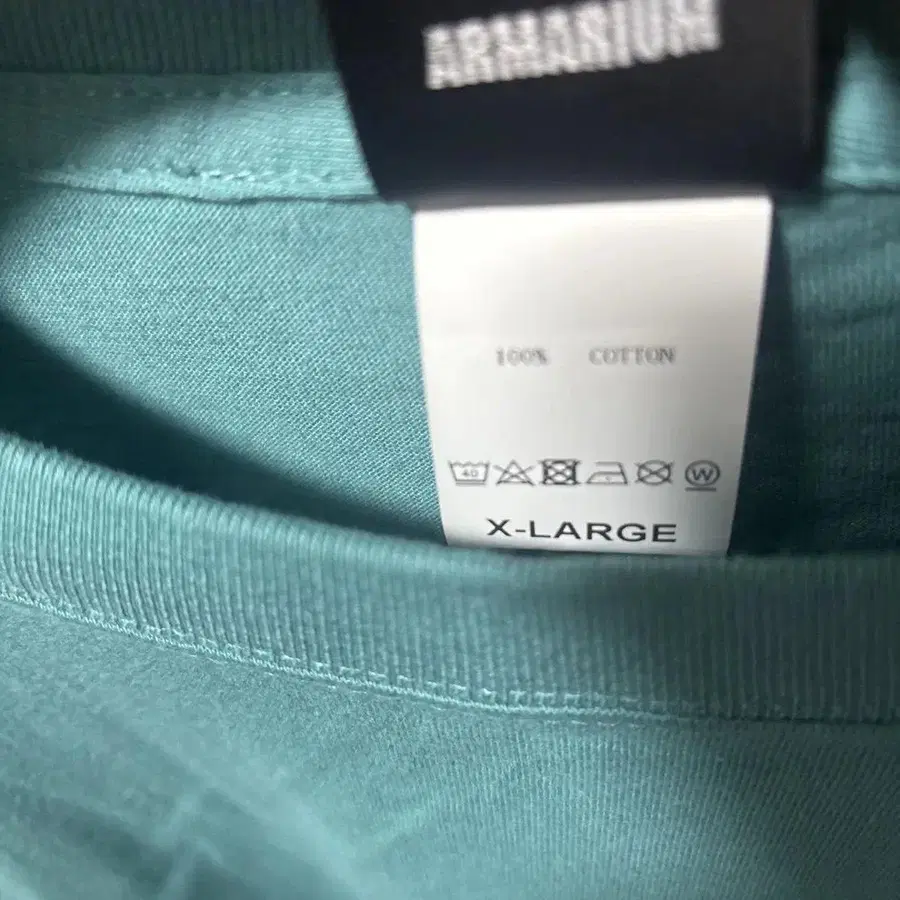 ARMARIUM
100% COTTON
40 W
X-LARGE